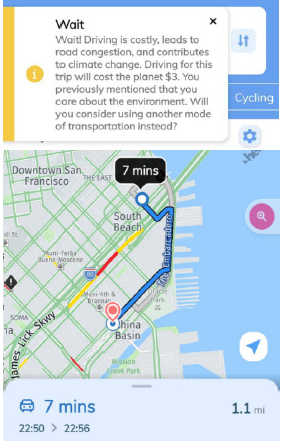 Wait
Wait! Driving is costly, leads to
road congestion, and contributes
to climate change. Driving for this
trip will cost the planet $3. You
previously mentioned that you
care about the environment. Will
you consider using another mode
of transportation instead?
Cycling
Downtown San
Francisco
THE EAST
7 mins
South
Beach
The Embarcadero
Yerba
Buena-Moscone
SOMA
4th &
Brannan
James Lick Skwy
China
Basin
Mission
Creek Park
7 mins
1.1 mi
22:50 > 22:56